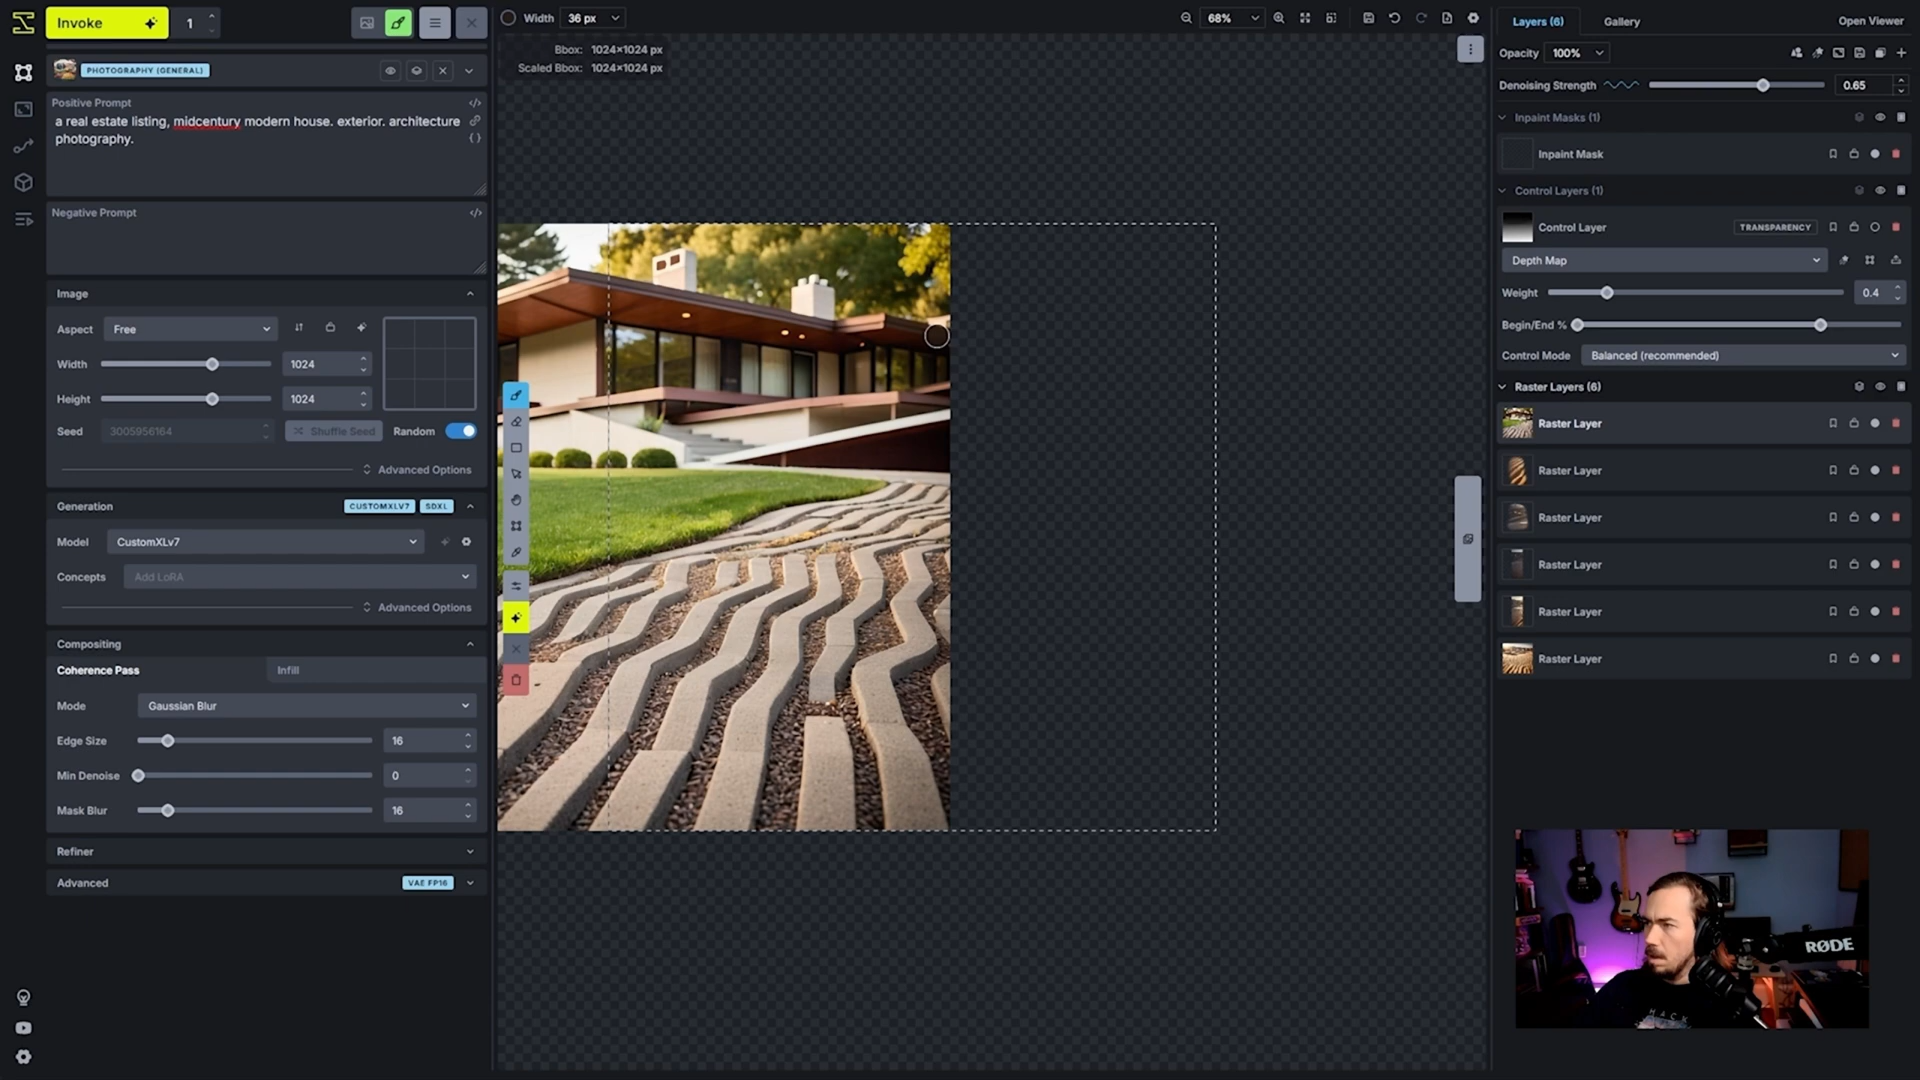 Invoke
1
Width 36 px
68%
Layers (6)
Gallery
Open Viewer
Bbox: 1024×1024 px
Scaled Bbox: 1024×1024 px
Opacity 100%
Denoising Strength 0.65
PHOTOGRAPHY (GENERAL)
Positive Prompt
a real estate listing, midcentury modern house. exterior. architecture
photography.
Negative Prompt
Image
Aspect Free
Width 1024
Height 1024
Seed 3005956164 Shuffle Seed Random
Advanced Options
Generation CUSTOMXLV7 SDXL
Model CustomXLv7
Concepts Add LoRA
Advanced Options
Compositing
Coherence Pass Infill
Mode Gaussian Blur
Edge Size 16
Min Denoise 0
Mask Blur 16
Refiner
Advanced VAE FP16
Inpaint Masks (1)
Inpaint Mask
Control Layers (1)
Control Layer TRANSPARENCY
Depth Map
Weight 0.4
Begin/End %
Control Mode Balanced (recommended)
Raster Layers (6)
Raster Layer
Raster Layer
Raster Layer
Raster Layer
Raster Layer
Raster Layer
RØDE